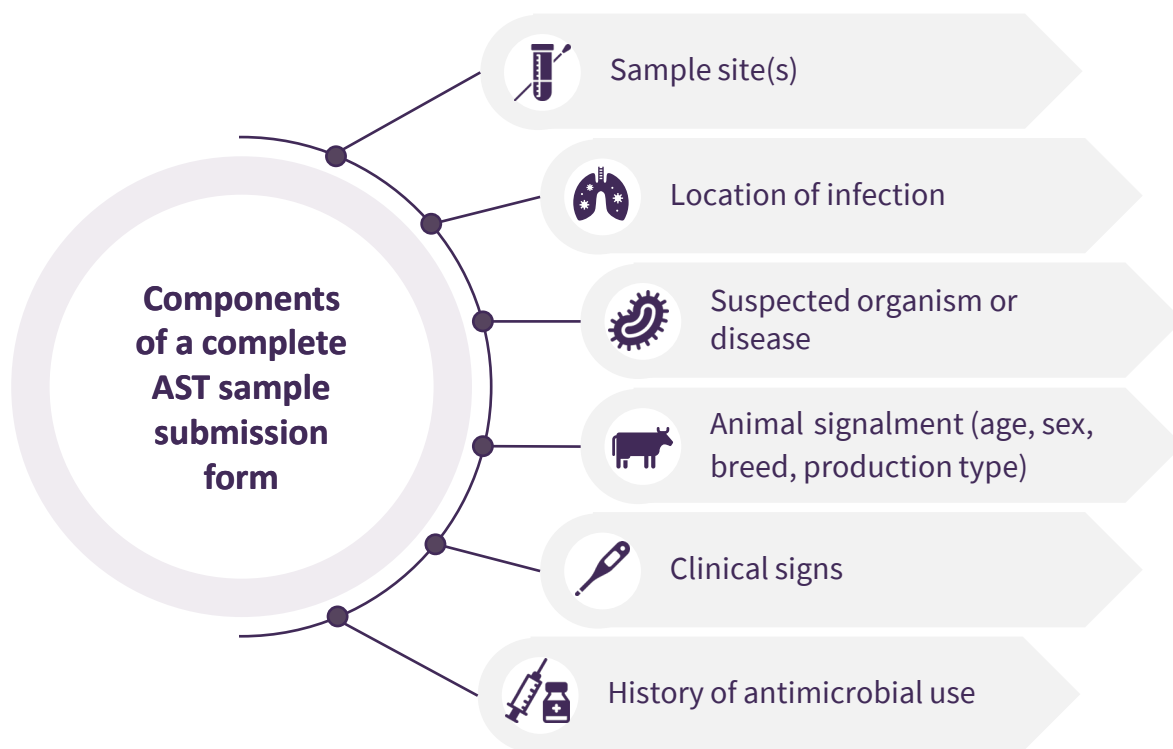 Sample site(s)
Location of infection
Suspected organism or
disease
Components
of a complete
AST sample
submission
form
Animal signalment (age, sex,
breed, production type)
Clinical signs
History of antimicrobial use